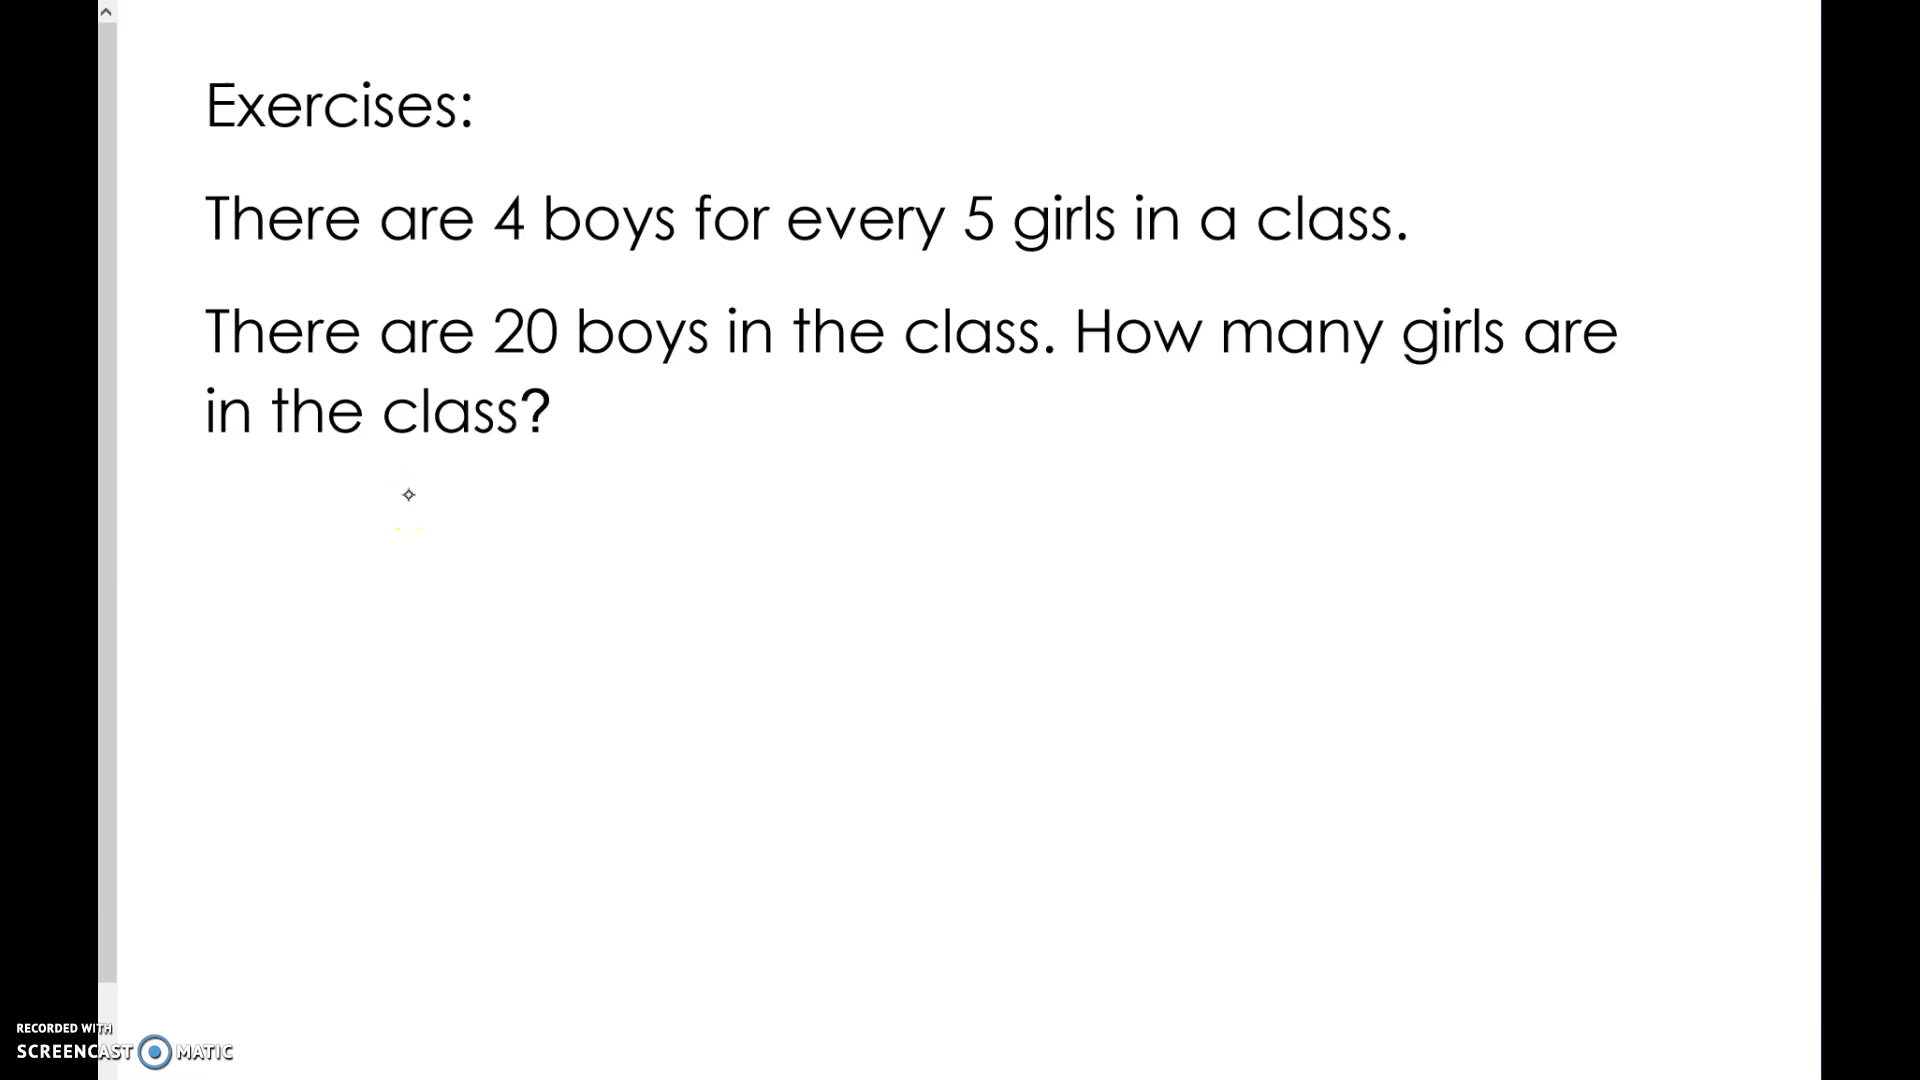 Exercises:
There are 4 boys for every 5 girls in a class.
There are 20 boys in the class. How many girls are
in the class?
RECORDED WITH
SCREENCAST MATIC